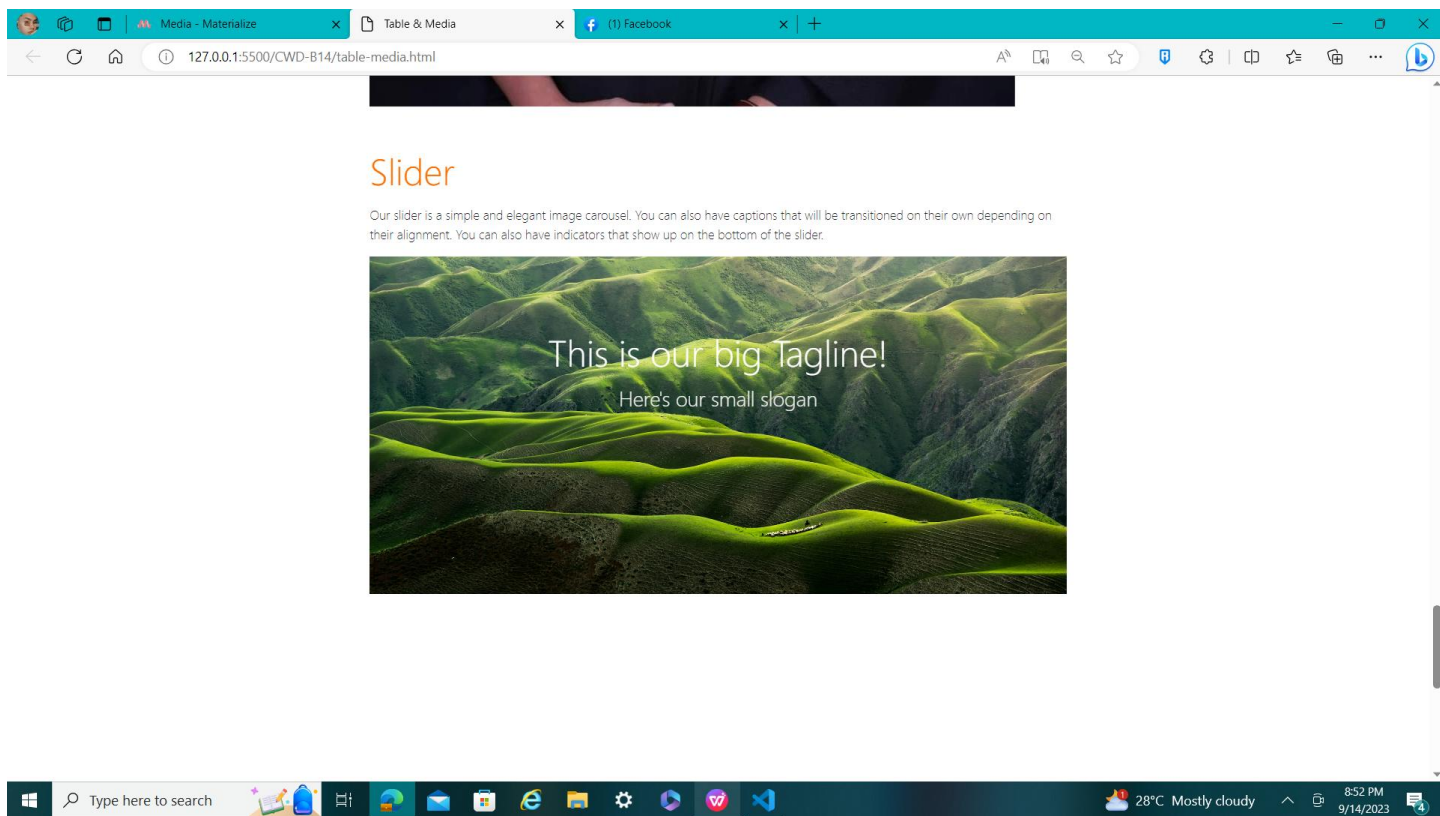 Media - Materialize
Table & Media
(1) Facebook
127.0.0.1:5500/CWD-B14/table-media.html
Slider
Our slider is a simple and elegant image carousel. You can also have captions that will be transitioned on their own depending on
their alignment. You can also have indicators that show up on the bottom of the slider.
This is our big Tagline!
Here's our small slogan
Type here to search
28°C Mostly cloudy
8:52 PM
9/14/2023
4